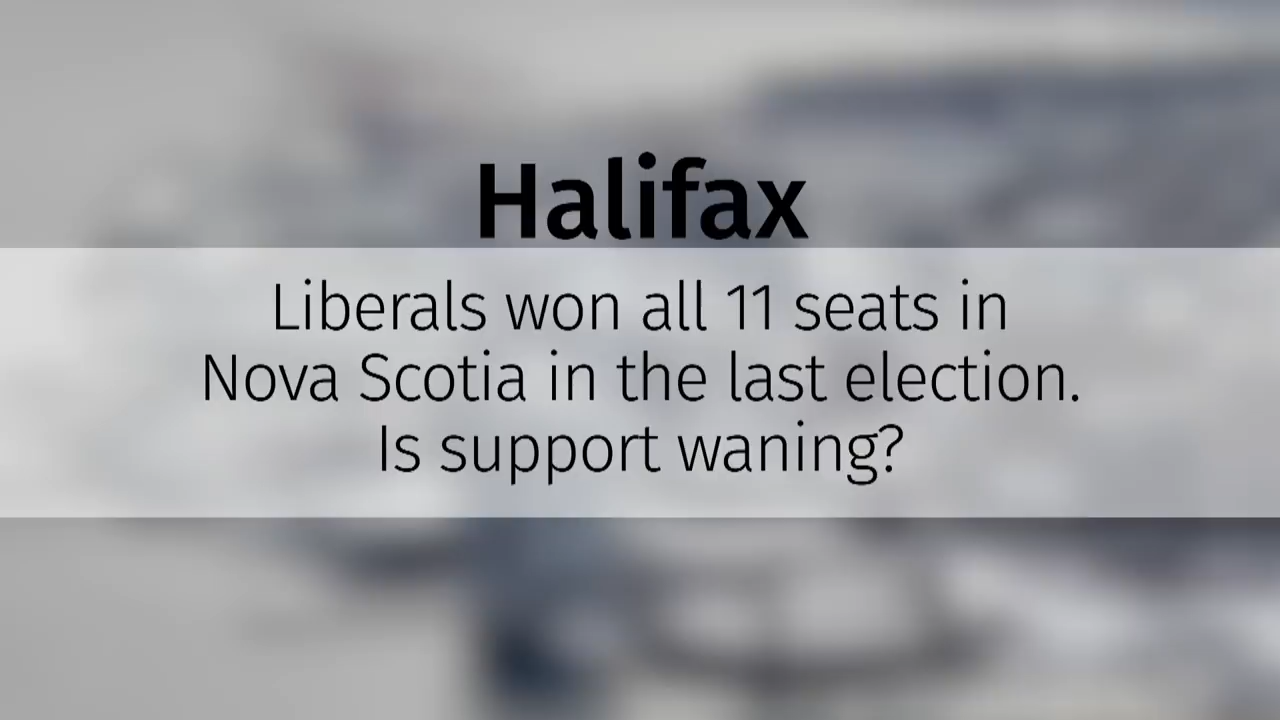 Halifax
Liberals won all 11 seats in
Nova Scotia in the last election.
Is support waning?